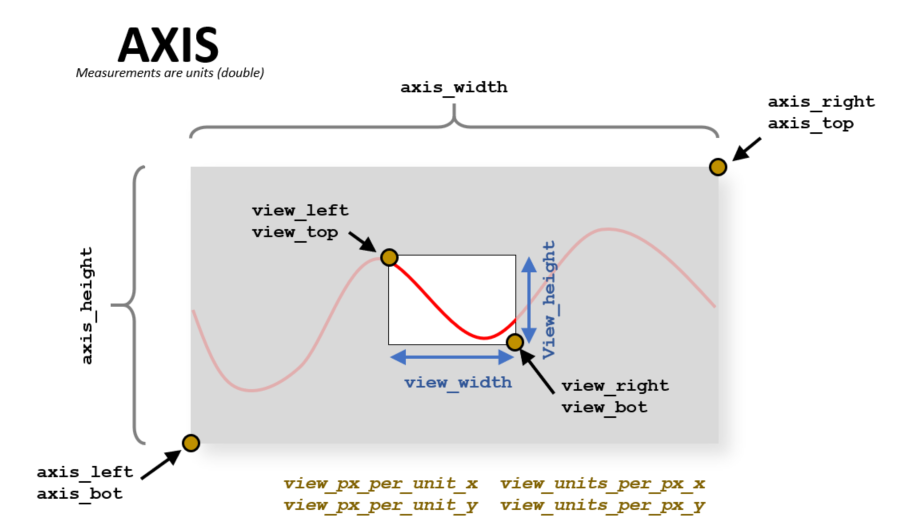 AXIS
Measurements are units (double)
axis_width
axis_right
axis_top
view_left
view_top
axis_height
View_height
view_width
view_right
view_bot
axis_left
axis_bot
view_px_per_unit_x view_units_per_px_x
view_px_per_unit_y view_units_per_px_y